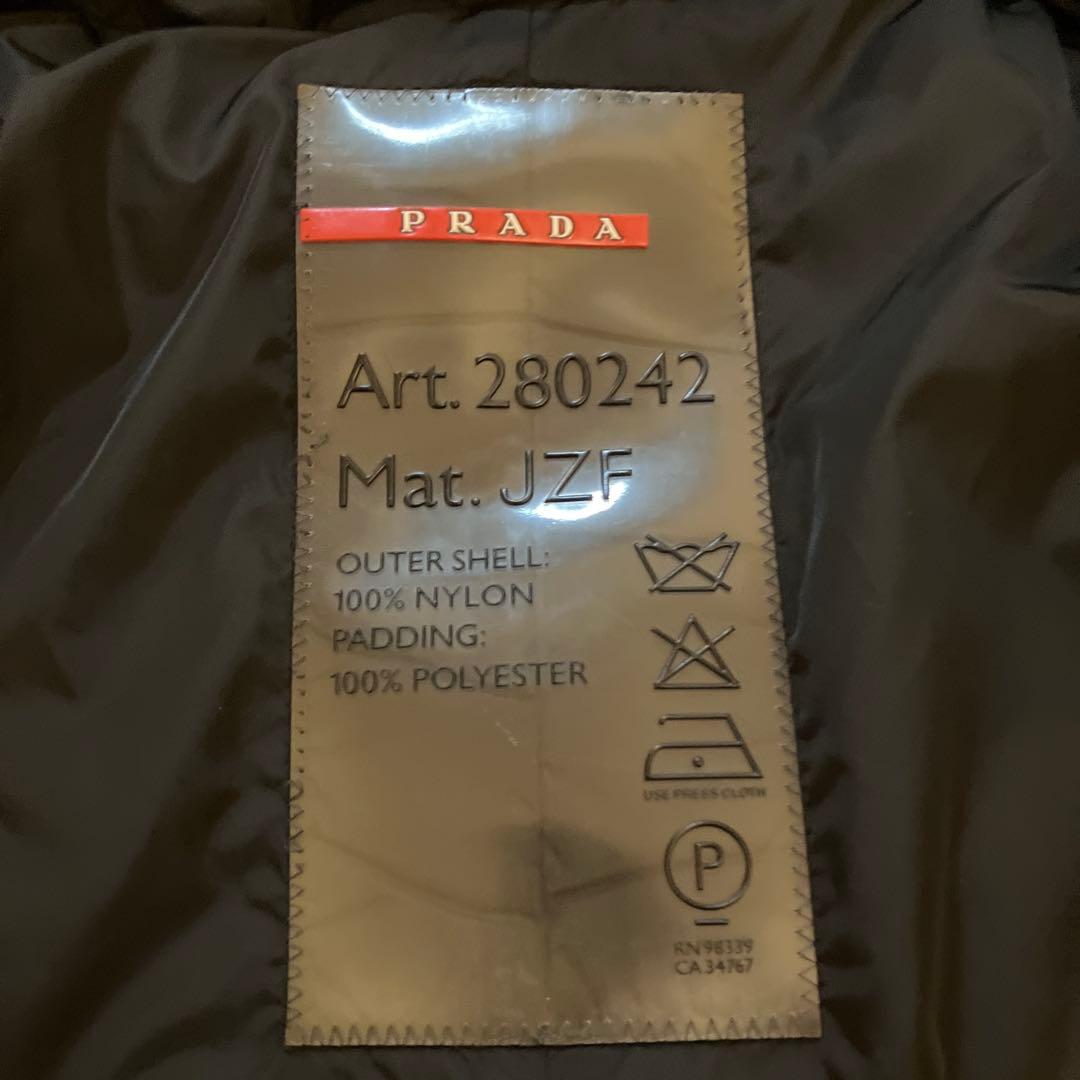 PRADA
Art. 280242
Mat. JZF
OUTER SHELL:
100% NYLON
PADDING:
100% POLYESTER
USE PRESS CLOTH
P
RN 98339
CA 34767